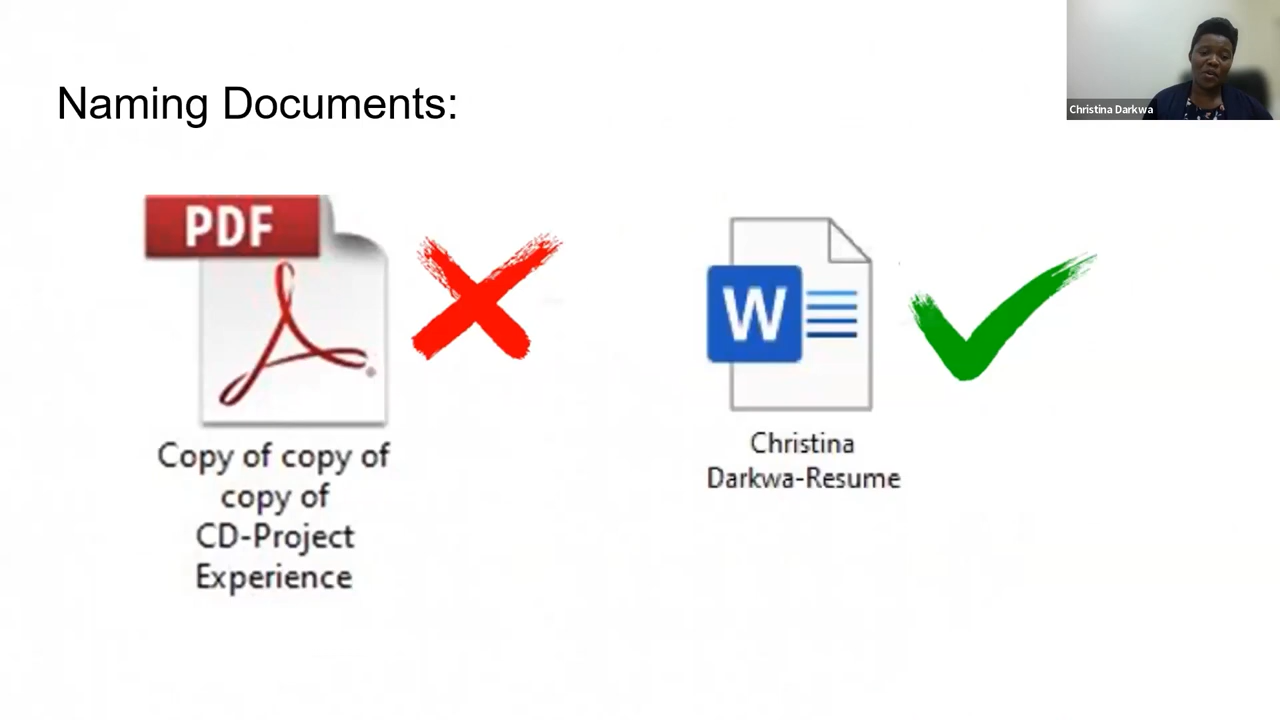 Naming Documents:
Christina Darkwa
PDF
Copy of copy of
copy of
CD-Project
Experience
W
Christina
Darkwa-Resume